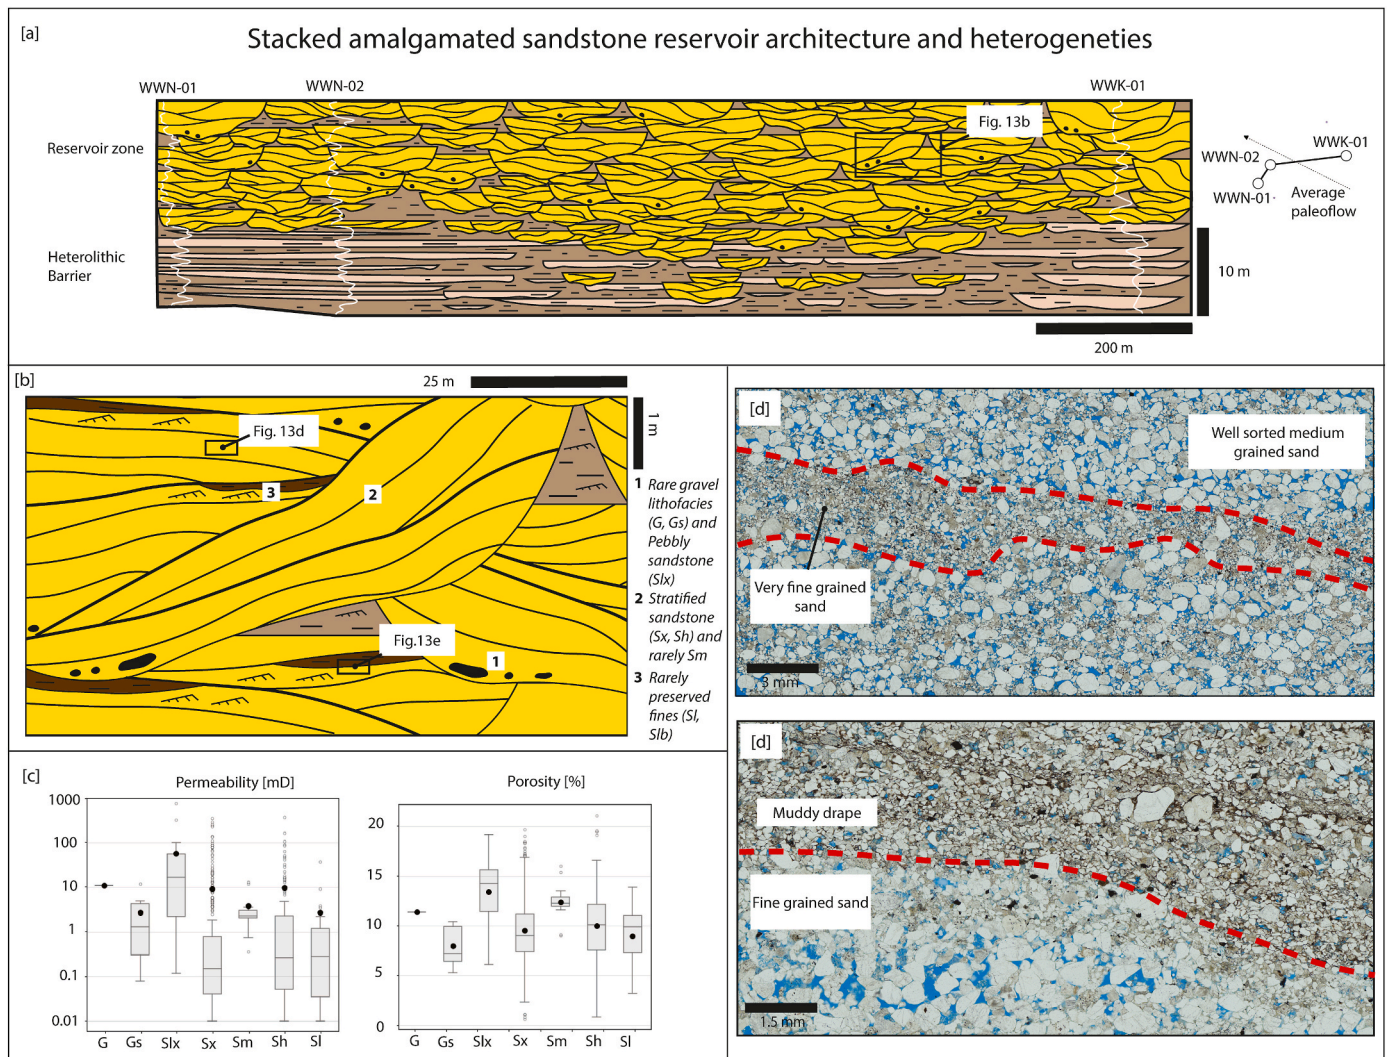 [a]
Stacked amalgamated sandstone reservoir architecture and heterogeneties
WWN-01
WWN-02
WWK-01
Reservoir zone
Fig. 13b
Heterolithic
Barrier
WWN-02
WWK-01
WWN-01
Average
paleoflow
10 m
200 m
[b]
25 m
1 m
Fig. 13d
3
2
Fig.13e
1
1 Rare gravel
lithofacies
(G, Gs) and
Pebbly
sandstone
(Slx)
2 Stratified
sandstone
(Sx, Sh) and
rarely Sm
3 Rarely
preserved
fines (Sl,
Slb)
[c]
Permeability [mD]
1000
100
10
1
0.1
0.01
G Gs Slx Sx Sm Sh Sl
Porosity [%]
20
15
10
5
0
G Gs Slx Sx Sm Sh Sl
[d]
Well sorted medium
grained sand
Very fine grained
sand
3 mm
[d]
Muddy drape
Fine grained sand
1.5 mm